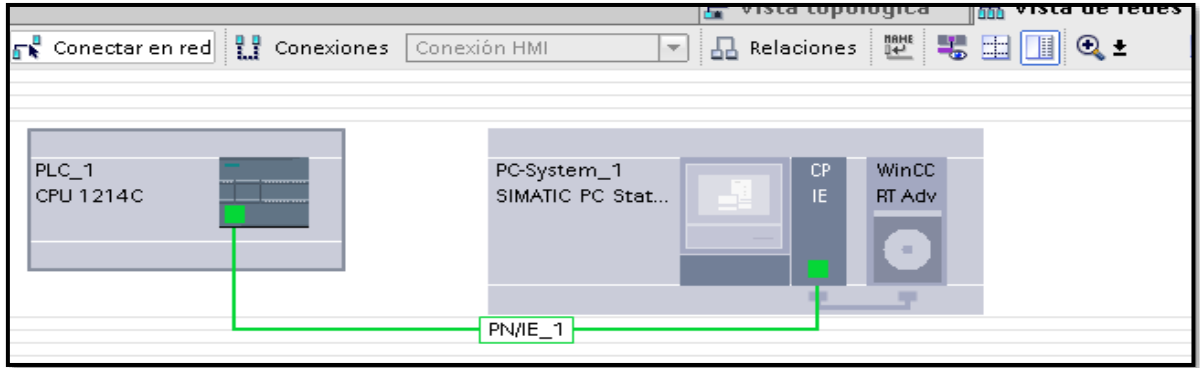 Vista topológica
Vista de redes
Conectar en red
Conexiones
Conexión HMI
Relaciones
NAME
PLC_1
CPU 1214C
PC-System_1
SIMATIC PC Stat...
CP
IE
WinCC
RT Adv
PN/IE_1